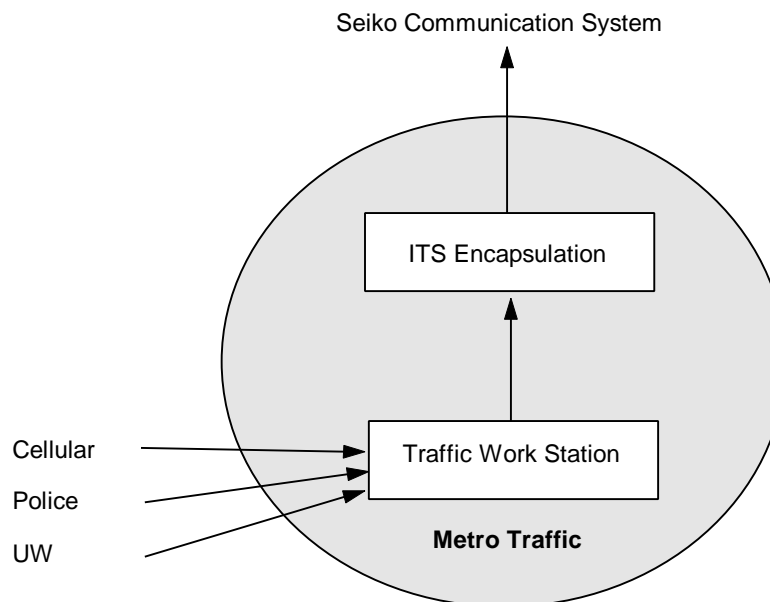 Seiko Communication System
ITS Encapsulation
Traffic Work Station
Cellular
Police
UW
Metro Traffic